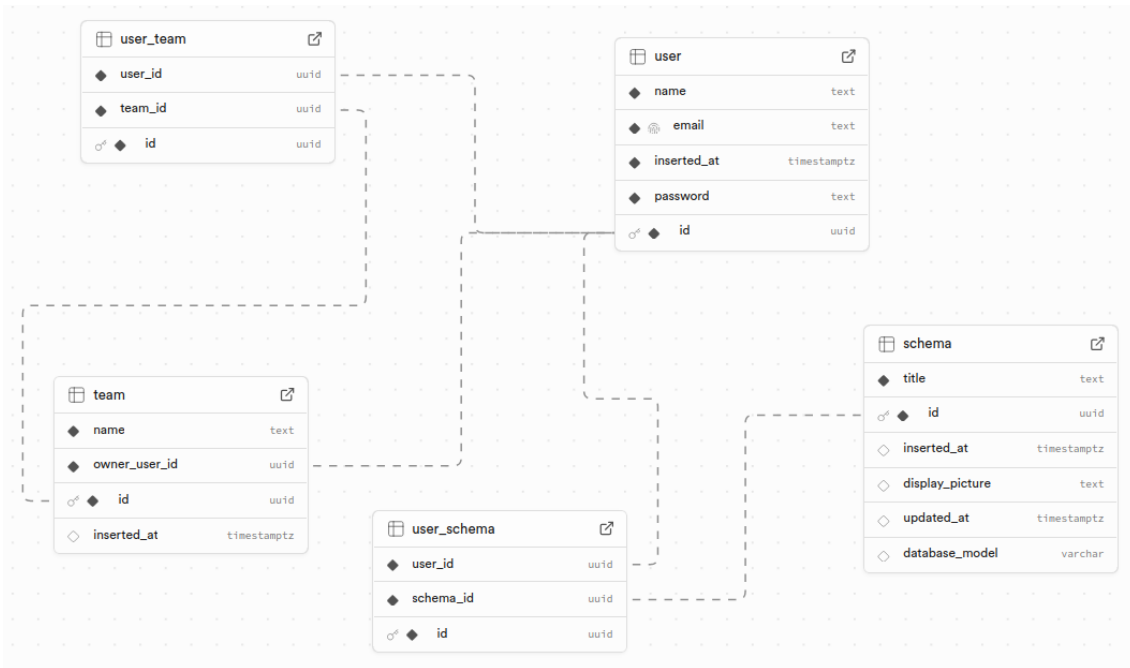 user_team
user_id uuid
team_id uuid
id uuid
user
name text
email text
inserted_at timestamptz
password text
id uuid
team
name text
owner_user_id uuid
id uuid
inserted_at timestamptz
user_schema
user_id uuid
schema_id uuid
id uuid
schema
title text
id uuid
inserted_at timestamptz
display_picture text
updated_at timestamptz
database_model varchar